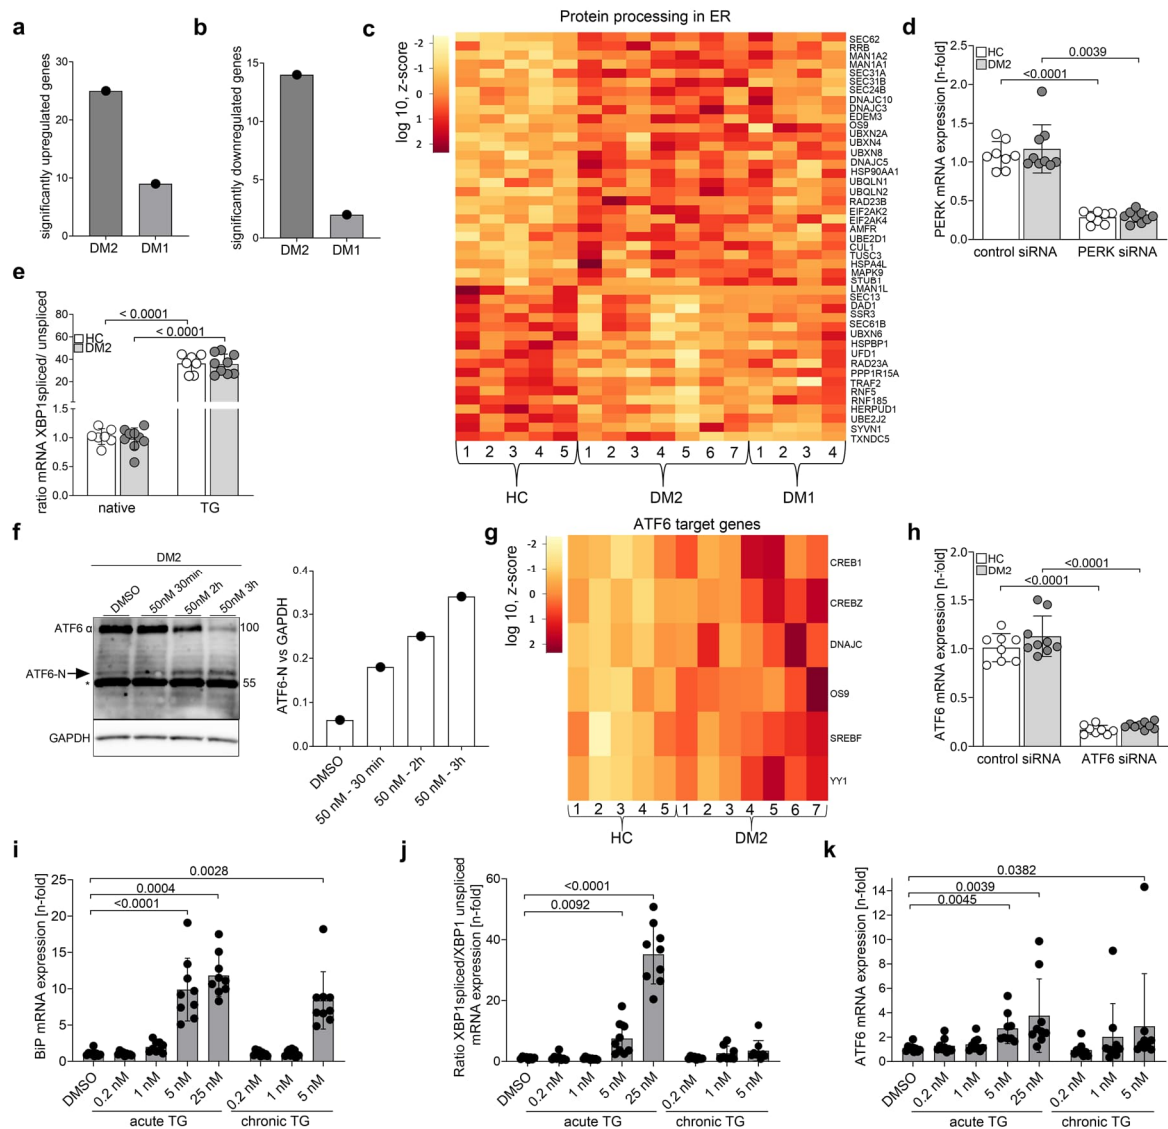 a
significantly upregulated genes
30
20
10
0
DM2
DM1
b
significantly downregulated genes
15
10
5
0
DM2
DM1
c
Protein processing in ER
log 10, z-score
-2
-1
0
1
2
SEC62
RRB
MAN1A2
MAN1A1
SEC31A
SEC31B
SEC24B
DNAJC10
DNAJC3
EDEM3
OS9
UBXN2A
UBXN4
UBXN8
DNAJC5
HSP90AA1
UBQLN1
UBQLN2
RAD23B
EIF2AK2
EIF2AK4
AMFR
UBE2D1
CUL1
TUSC3
HSPA4L
MAPK9
STUB1
LMAN1L
SEC13
DAD1
SSR3
SEC61B
UBXN6
HSPBP1
UFD1
RAD23A
PPP1R15A
TRAF2
RNF5
RNF185
HERPUD1
UBE2J2
SYVN1
TXNDC5
1 2 3 4 5 1 2 3 4 5 6 7 1 2 3 4
HC DM2 DM1
d
PERK mRNA expression [n-fold]
2.5
2.0
1.5
1.0
0.5
0.0
HC
DM2
0.0039
<0.0001
control siRNA PERK siRNA
e
ratio mRNA XBP1spliced/ unspliced
80
60
40
20
1.5
1.0
0.5
0.0
HC
DM2
< 0.0001
< 0.0001
native TG
f
DM2
DMSO
50nM 30min
50nM 2h
50nM 3h
ATF6 α
100
ATF6-N
*
55
GAPDH
ATF6-N vs GAPDH
0.4
0.3
0.2
0.1
0.0
DMSO
50 nM - 30 min
50 nM - 2h
50 nM - 3h
g
ATF6 target genes
log 10, z-score
-2
-1
0
1
2
CREB1
CREBZ
DNAJC
OS9
SREBF
YY1
1 2 3 4 5 1 2 3 4 5 6 7
HC DM2
h
ATF6 mRNA expression [n-fold]
2.0
1.5
1.0
0.5
0.0
HC
DM2
<0.0001
<0.0001
control siRNA ATF6 siRNA
i
BiP mRNA expression [n-fold]
25
20
15
10
5
0
0.0028
0.0004
<0.0001
DMSO
0.2 nM
1 nM
5 nM
25 nM
0.2 nM
1 nM
5 nM
acute TG chronic TG
j
Ratio XBP1spliced/XBP1 unspliced
mRNA expression [n-fold]
80
60
40
20
0
<0.0001
0.0092
DMSO
0.2 nM
1 nM
5 nM
25 nM
0.2 nM
1 nM
5 nM
acute TG chronic TG
k
ATF6 mRNA expression [n-fold]
14
12
10
8
6
4
2
0
0.0382
0.0039
0.0045
DMSO
0.2 nM
1 nM
5 nM
25 nM
0.2 nM
1 nM
5 nM
acute TG chronic TG